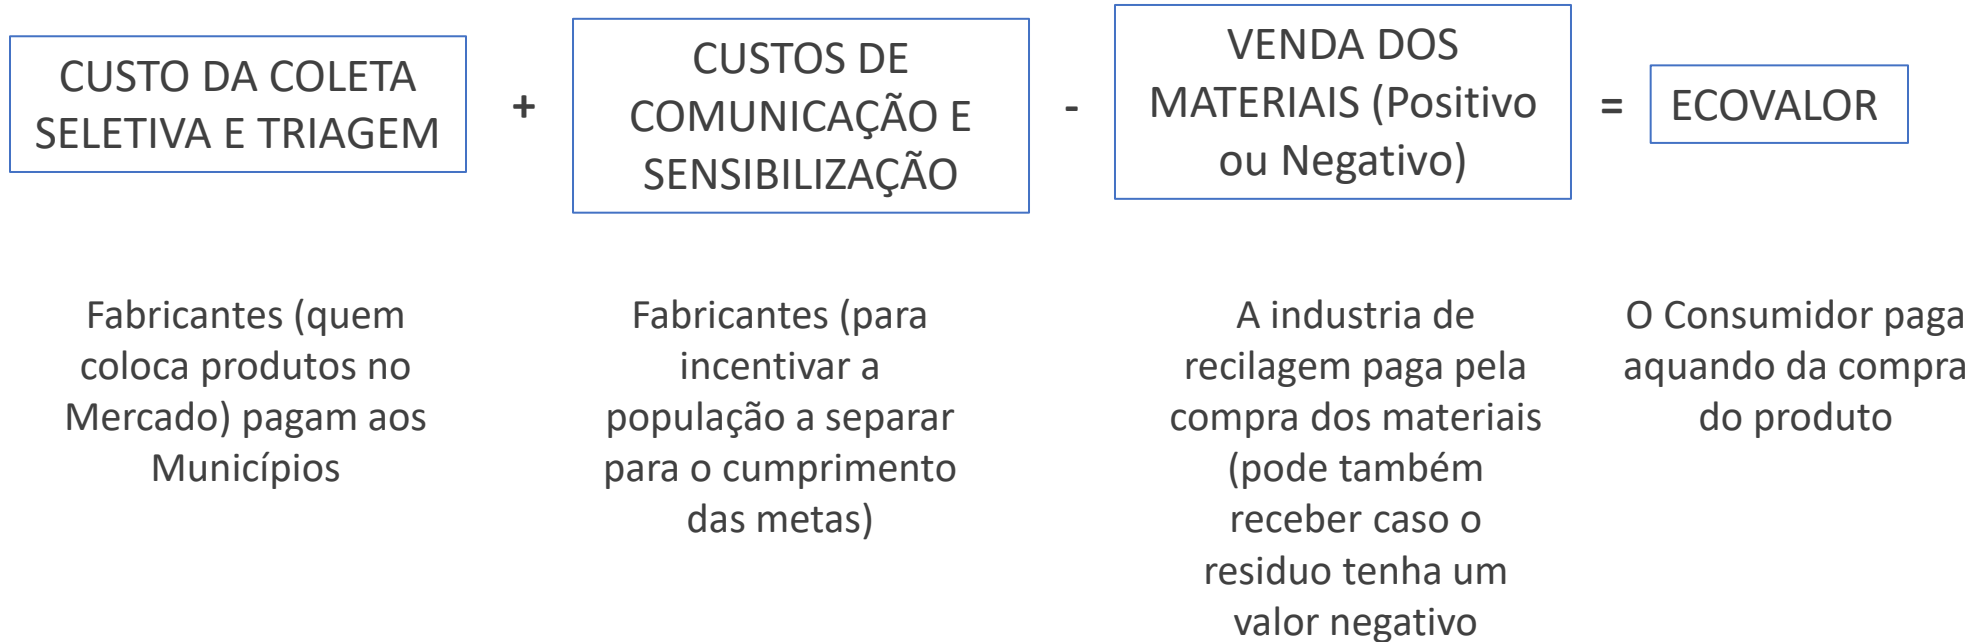 CUSTO DA COLETA
SELETIVA E TRIAGEM
+
CUSTOS DE
COMUNICAÇÃO E
SENSIBILIZAÇÃO
-
VENDA DOS
MATERIAIS (Positivo
ou Negativo)
=
ECOVALOR
Fabricantes (quem
coloca produtos no
Mercado) pagam aos
Municípios
Fabricantes (para
incentivar a
população a separar
para o cumprimento
das metas)
A industria de
recilagem paga pela
compra dos materiais
(pode também
receber caso o
residuo tenha um
valor negativo
O Consumidor paga
aquando da compra
do produto